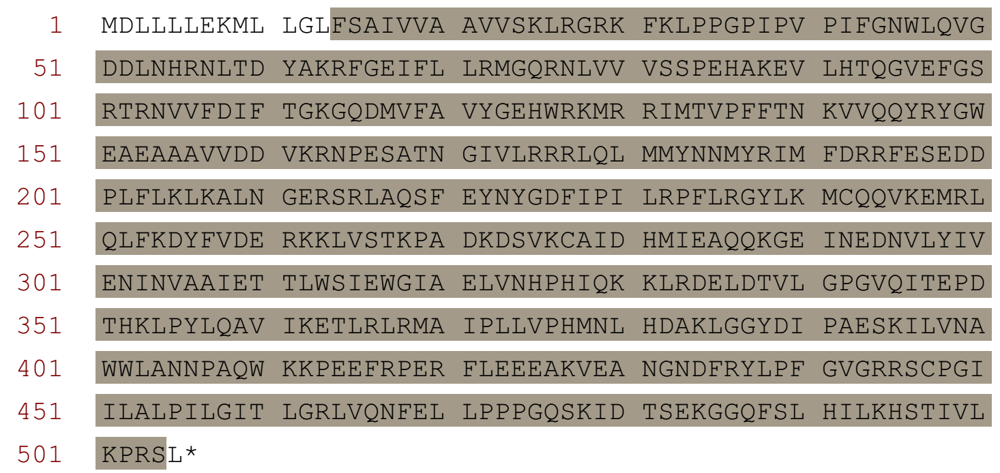 1 MDLLLLEKML LGLFSAIVVA AVVSKLRGRK FKLPPGPIPV PIFGNWLQVG
51 DDLNHRNLTD YAKRFGEIFL LRMGQRNLVV VSSPEHAKEV LHTQGVEFGS
101 RTRNVVFDIF TGKGQDMVFA VYGEHWRKMR RIMTVPFFTN KVVQQYRYGW
151 EAEAAAVVDD VKRNPESATN GIVLRRRLQL MMYNNMYRIM FDRRFESEDD
201 PLFLKLKALN GERSRLAQSF EYNYGDFIPI LRPFLRGYLK MCQQVKEMRL
251 QLFKDYFVDE RKKLVSTKPA DKDSVKCAID HMIEAQQKGE INEDNVLYIV
301 ENINVAAIET TLWSIEWGIA ELVNHPHIQK KLRDELDTVL GPGVQITEPD
351 THKLPYLQAV IKETLRLRMA IPLLVPHMNL HDAKLGGYDI PAESKILVNA
401 WWLANNPAQW KKPEEFRPER FLEEEAKVEA NGNDFRYLPF GVGRRSCPGI
451 ILALPILGIT LGRLVQNFEL LPPPGQSKID TSEKGGQFSL HILKHSTIVL
501 KPRSL*